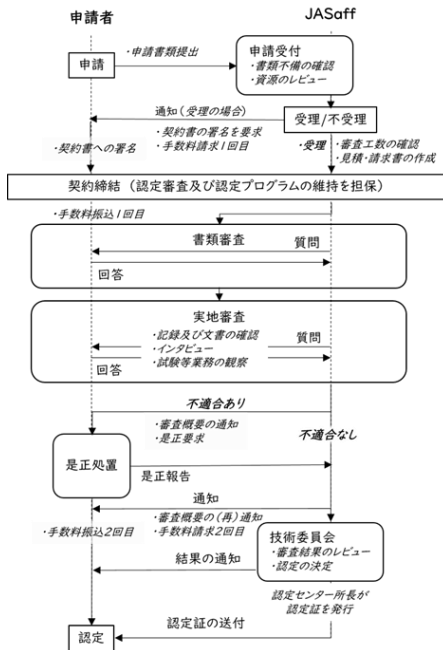 申請者
JASaff
申請
・申請書類提出
申請受付
・書類不備の確認
・資源のレビュー
通知(受理の場合)
受理/不受理
・契約書の署名を要求
・手数料請求1回目
・契約書への署名
・受理
・審査工数の確認
・見積・請求書の作成
契約締結(認定審査及び認定プログラムの維持を担保)
・手数料振込1回目
書類審査
質問
回答
実地審査
・記録及び文書の確認
質問
・インタビュー
・試験等業務の観察
回答
不適合あり
・審査概要の通知
・是正要求
不適合なし
是正処置
是正報告
通知
・審査概要の(再)通知
・手数料請求2回目
・手数料振込2回目
技術委員会
・審査結果のレビュー
・認定の決定
結果の通知
認定センター所長が
認定証を発行
認定証の送付
認定